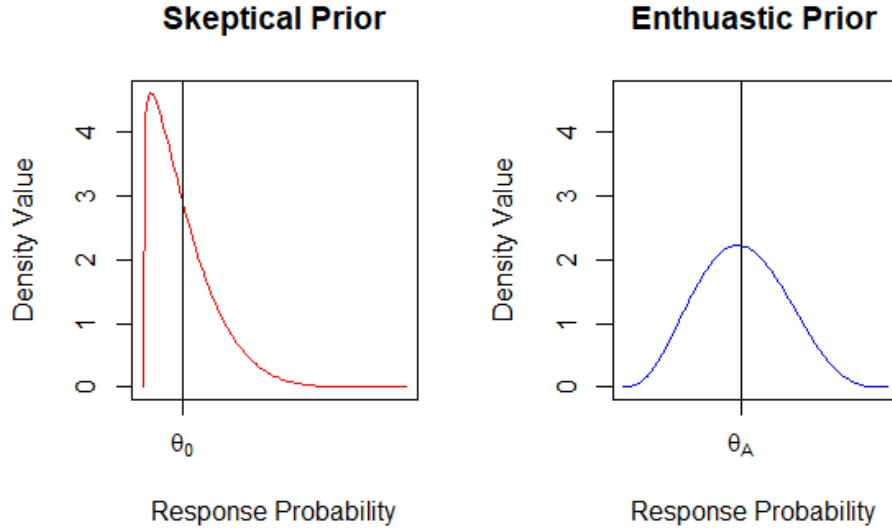 Skeptical Prior
Density Value
4
3
2
1
0
θ0
Response Probability
Enthuastic Prior
Density Value
4
3
2
1
0
θA
Response Probability